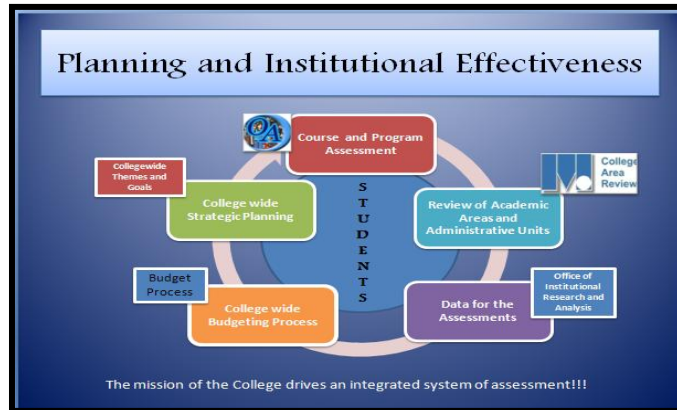 Planning and Institutional Effectiveness
OA
Course and Program
Assessment
Collegewide
Themes and
Goals
College wide
Strategic Planning
S
T
U
D
E
N
T
S
College
Area
Review
Review of Academic
Areas and
Administrative Units
Budget
Process
College wide
Budgeting Process
Data for the
Assessments
Office of
Institutional
Research and
Analysis
The mission of the College drives an integrated system of assessment!!!